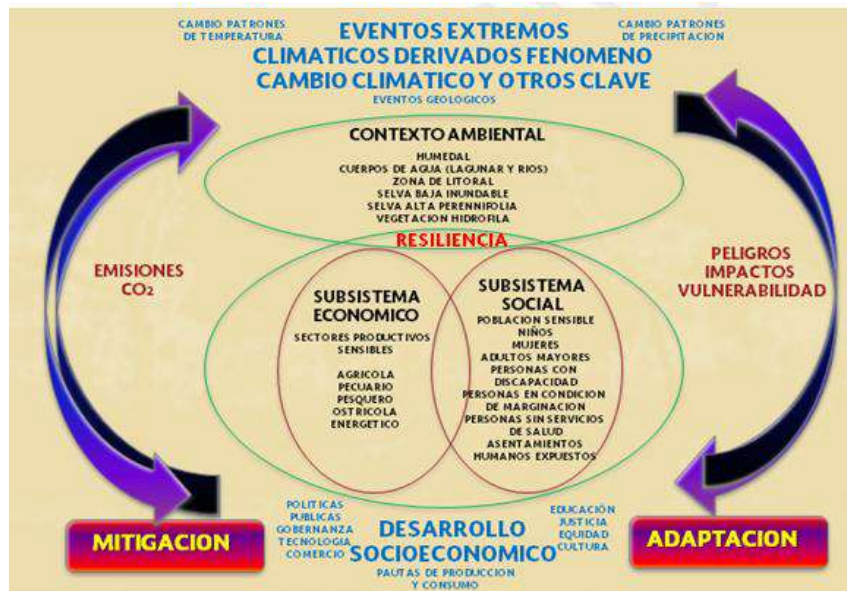 CAMBIO PATRONES
DE TEMPERATURA
EVENTOS EXTREMOS
CLIMATICOS DERIVADOS FENOMENO
CAMBIO CLIMATICO Y OTROS CLAVE
EVENTOS GEOLOGICOS
CAMBIO PATRONES
DE PRECIPITACION
CONTEXTO AMBIENTAL
HUMEDAL
CUERPOS DE AGUA (LAGUNAR Y RIOS)
ZONA DE LITORAL
SELVA BAJA INUNDABLE
SELVA ALTA PERENNIFOLIA
VEGETACION HIDROFILA
RESILIENCIA
EMISIONES
CO₂
PELIGROS
IMPACTOS
VULNERABILIDAD
SUBSISTEMA
ECONOMICO
SECTORES PRODUCTIVOS
SENSIBLES
AGRICOLA
PECUARIO
PESQUERO
OSTRICOLA
ENERGETICO
SUBSISTEMA
SOCIAL
POBLACION SENSIBLE
NIÑOS
MUJERES
ADULTOS MAYORES
PERSONAS CON
DISCAPACIDAD
PERSONAS EN CONDICION
DE MARGINACION
PERSONAS SIN SERVICIOS
DE SALUD
ASENTAMIENTOS
HUMANOS EXPUESTOS
MITIGACION
POLITICAS
PUBLICAS
GOBERNANZA
TECNOLOGIA
COMERCIO
DESARROLLO
SOCIOECONOMICO
PAUTAS DE PRODUCCION
Y CONSUMO
EDUCACIÓN
JUSTICIA
EQUIDAD
CULTURA
ADAPTACION